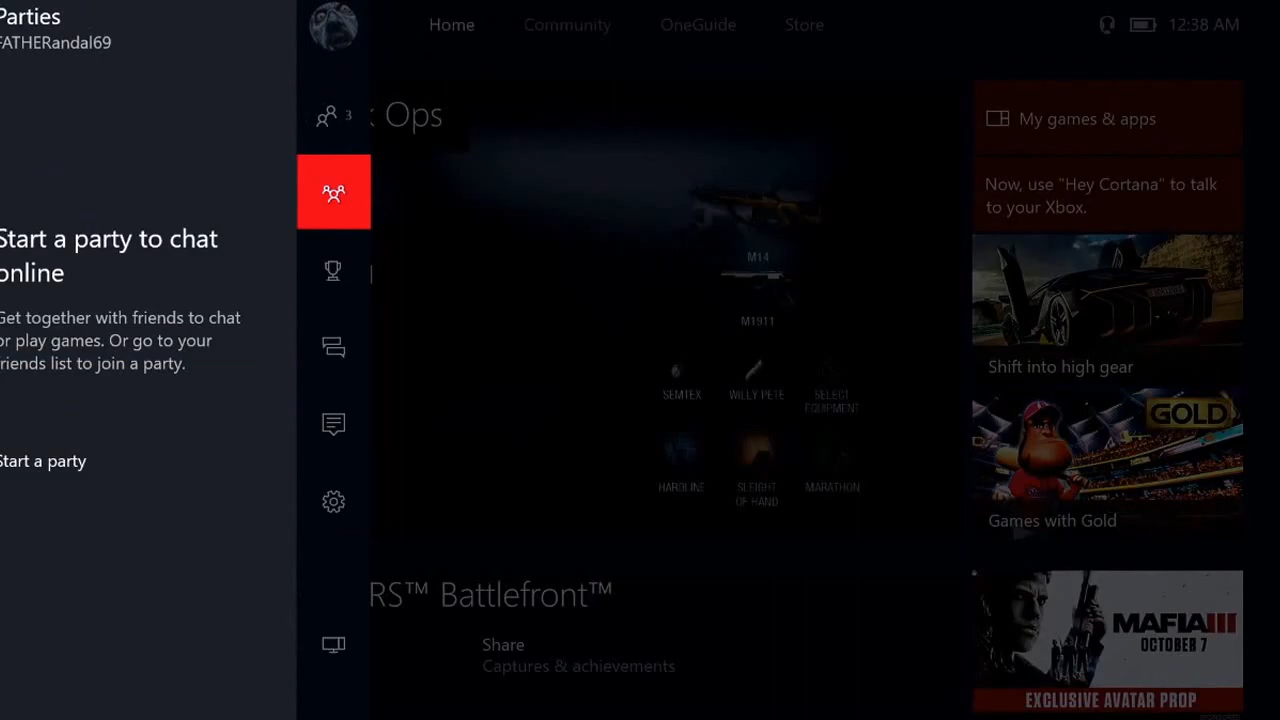 Parties
FATHERandal69
Start a party to chat
online
Get together with friends to chat
or play games. Or go to your
friends list to join a party.
Start a party
3
Home
Community
OneGuide
Store
12:38 AM
k Ops
M14
M1911
SEMTEX
WILLY PETE
SELECT
EQUIPMENT
HARDLINE
SLEIGHT
OF HAND
MARATHON
RS™ Battlefront™
Share
Captures & achievements
My games & apps
Now, use "Hey Cortana" to talk
to your Xbox.
Shift into high gear
GOLD
Games with Gold
MAFIA III
OCTOBER 7
EXCLUSIVE AVATAR PROP